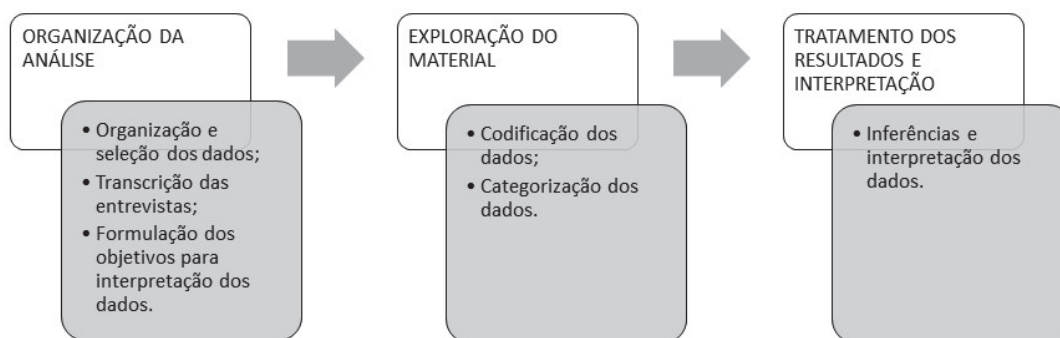 ORGANIZAÇÃO DA
ANÁLISE
• Organização e
seleção dos dados;
• Transcrição das
entrevistas;
• Formulação dos
objetivos para
interpretação dos
dados.
EXPLORAÇÃO DO
MATERIAL
• Codificação dos
dados;
• Categorização dos
dados.
TRATAMENTO DOS
RESULTADOS E
INTERPRETAÇÃO
• Inferências e
interpretação dos
dados.